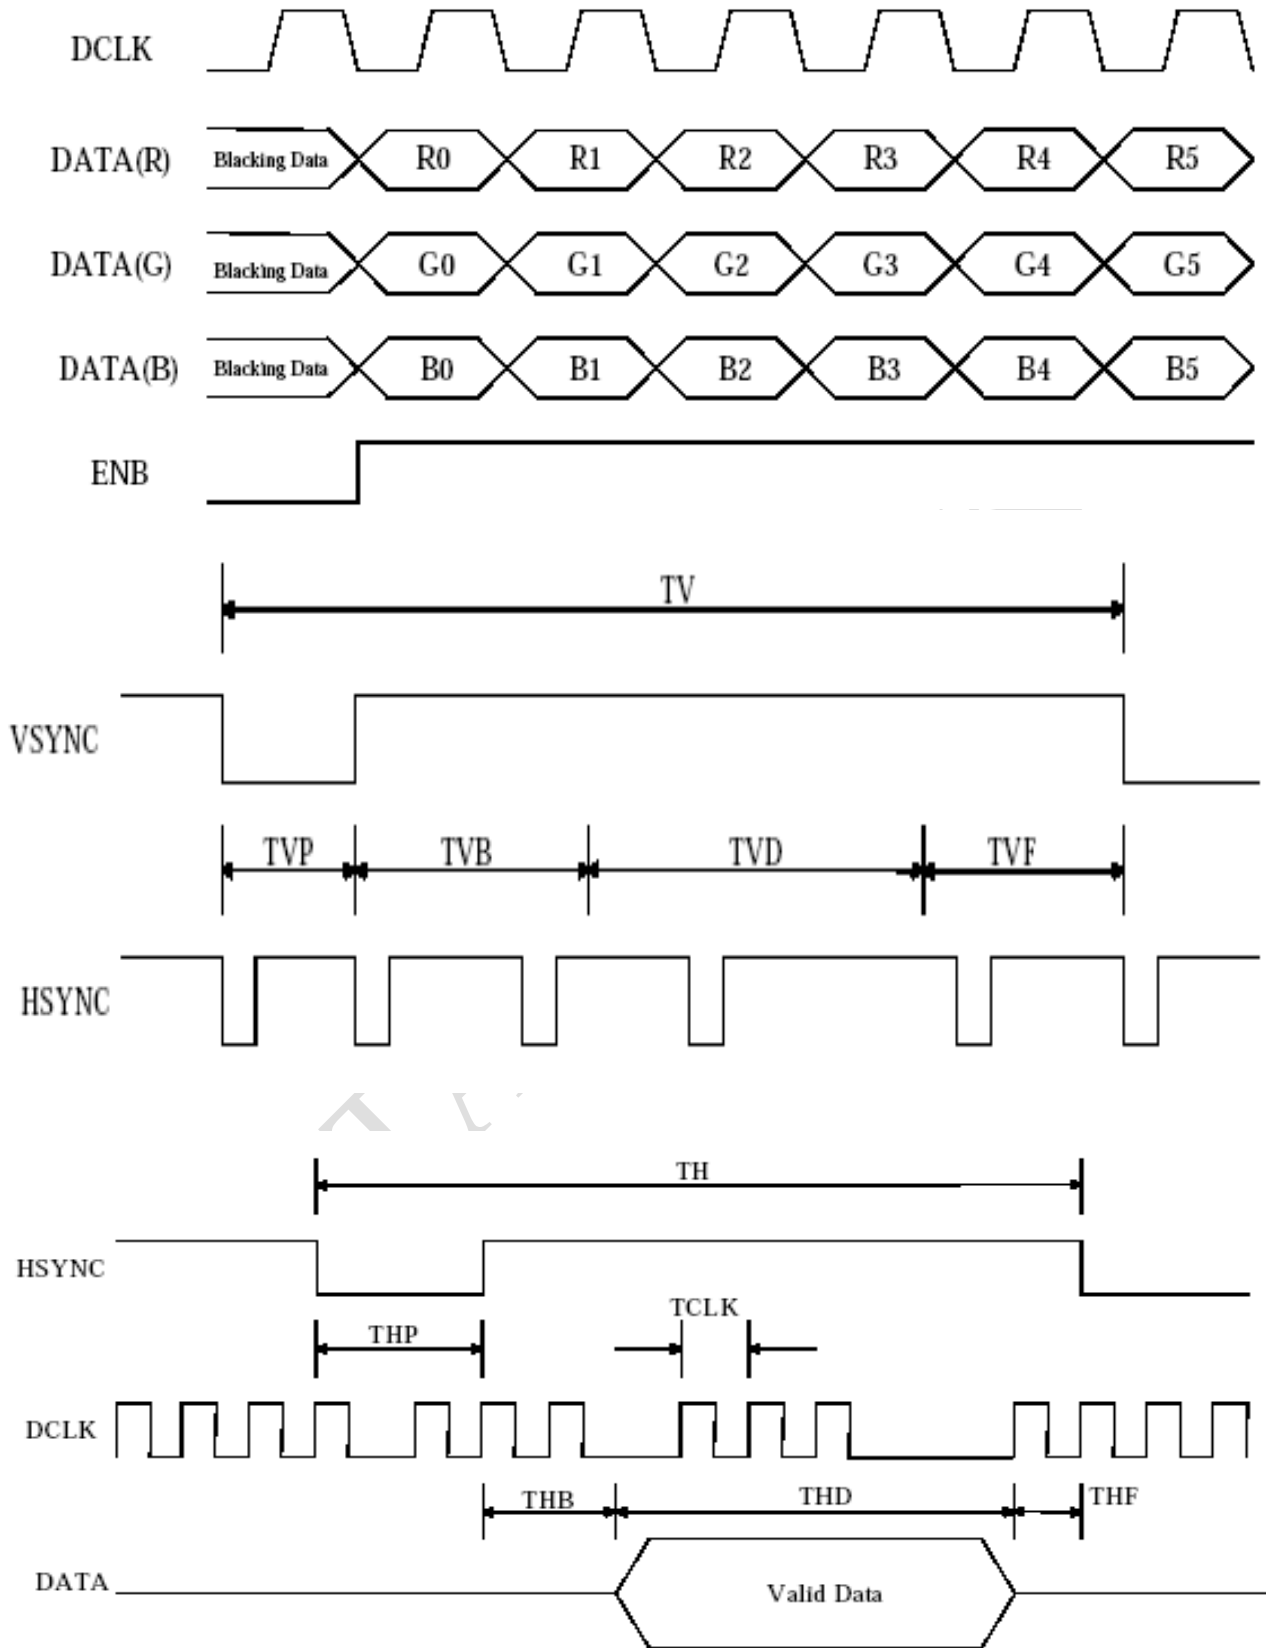 DCLK
DATA(R) Blacking Data R0 R1 R2 R3 R4 R5
DATA(G) Blacking Data G0 G1 G2 G3 G4 G5
DATA(B) Blacking Data B0 B1 B2 B3 B4 B5
ENB
TV
VSYNC
TVP TVB TVD TVF
HSYNC
TH
HSYNC
TCLK
THP
DCLK
THB THD THF
DATA Valid Data